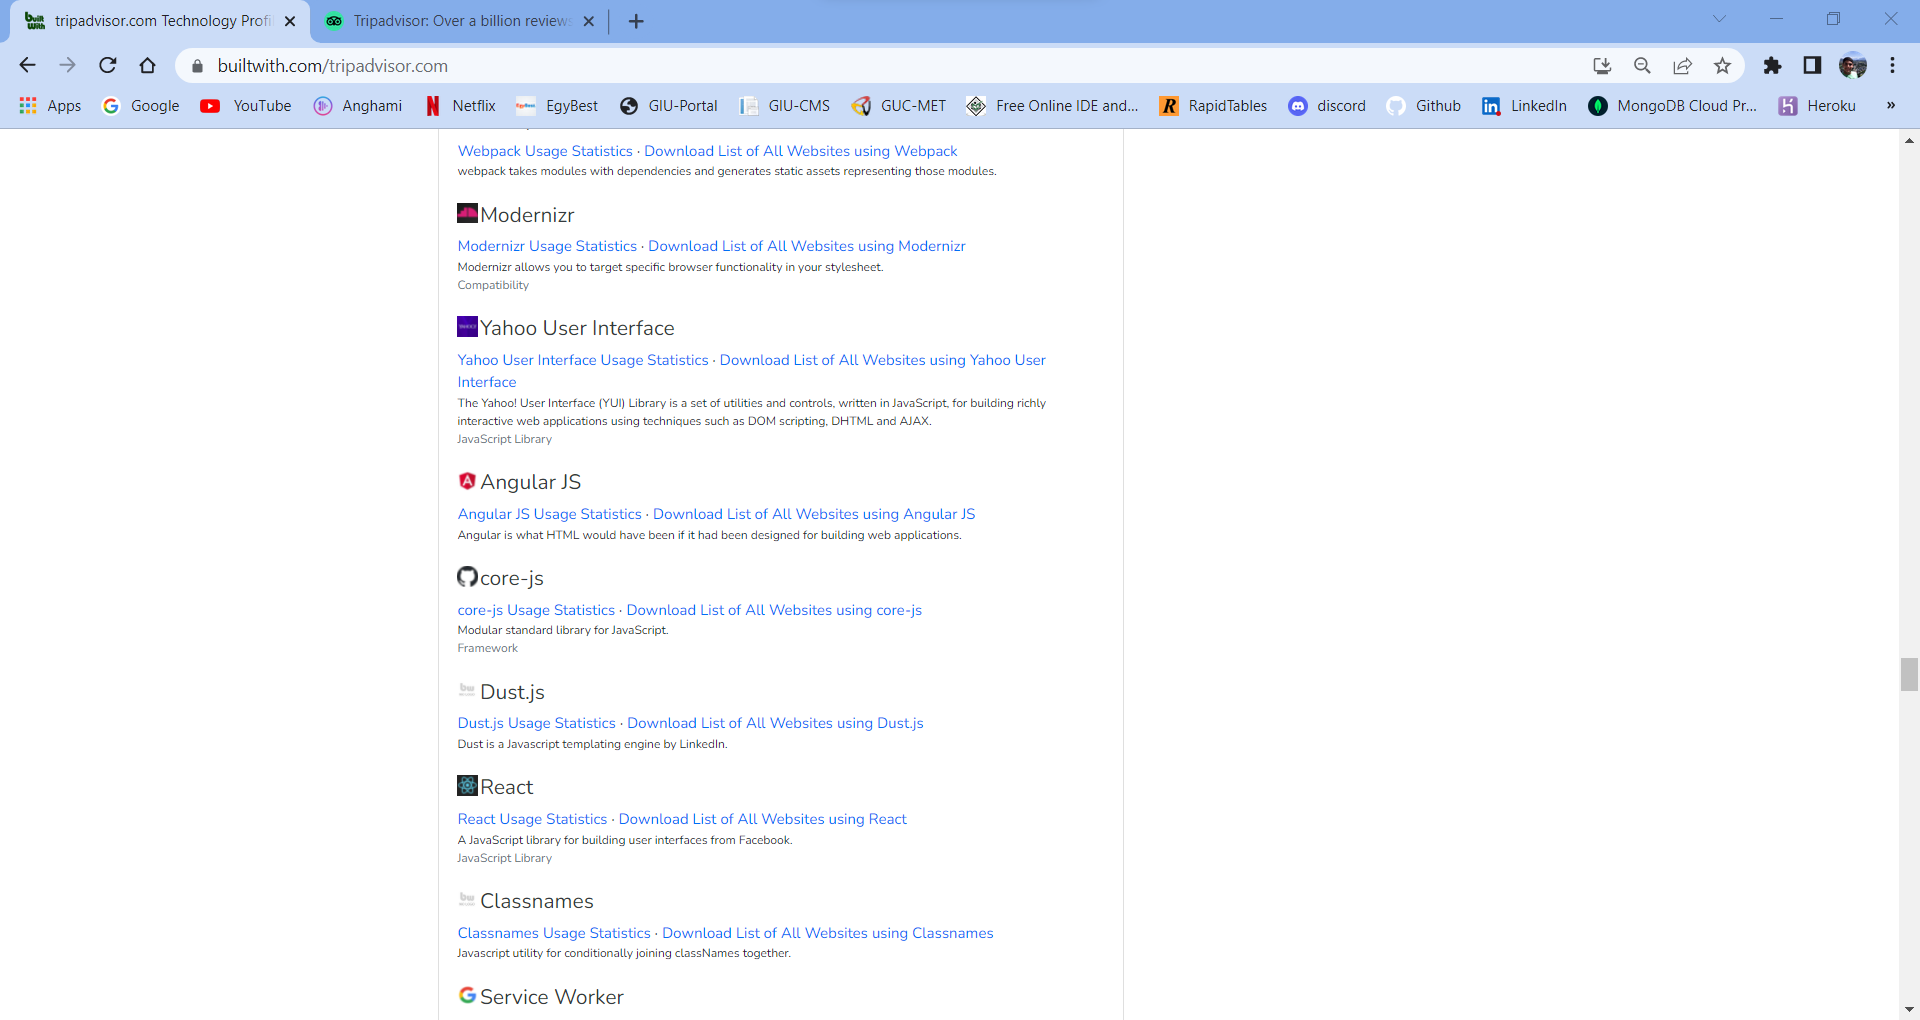 tripadvisor.com Technology Profi
Tripadvisor: Over a billion reviews
builtwith.com/tripadvisor.com
Apps
Google
YouTube
Anghami
Netflix
EgyBest
GIU-Portal
GIU-CMS
GUC-MET
Free Online IDE and...
RapidTables
discord
Github
LinkedIn
MongoDB Cloud Pr...
Heroku
»
Webpack Usage Statistics · Download List of All Websites using Webpack
webpack takes modules with dependencies and generates static assets representing those modules.
Modernizr
Modernizr Usage Statistics · Download List of All Websites using Modernizr
Modernizr allows you to target specific browser functionality in your stylesheet.
Compatibility
Yahoo User Interface
Yahoo User Interface Usage Statistics · Download List of All Websites using Yahoo User
Interface
The Yahoo! User Interface (YUI) Library is a set of utilities and controls, written in JavaScript, for building richly
interactive web applications using techniques such as DOM scripting, DHTML and AJAX.
JavaScript Library
Angular JS
Angular JS Usage Statistics · Download List of All Websites using Angular JS
Angular is what HTML would have been if it had been designed for building web applications.
core-js
core-js Usage Statistics · Download List of All Websites using core-js
Modular standard library for JavaScript.
Framework
Dust.js
Dust.js Usage Statistics · Download List of All Websites using Dust.js
Dust is a Javascript templating engine by LinkedIn.
React
React Usage Statistics · Download List of All Websites using React
A JavaScript library for building user interfaces from Facebook.
JavaScript Library
Classnames
Classnames Usage Statistics · Download List of All Websites using Classnames
Javascript utility for conditionally joining classNames together.
Service Worker